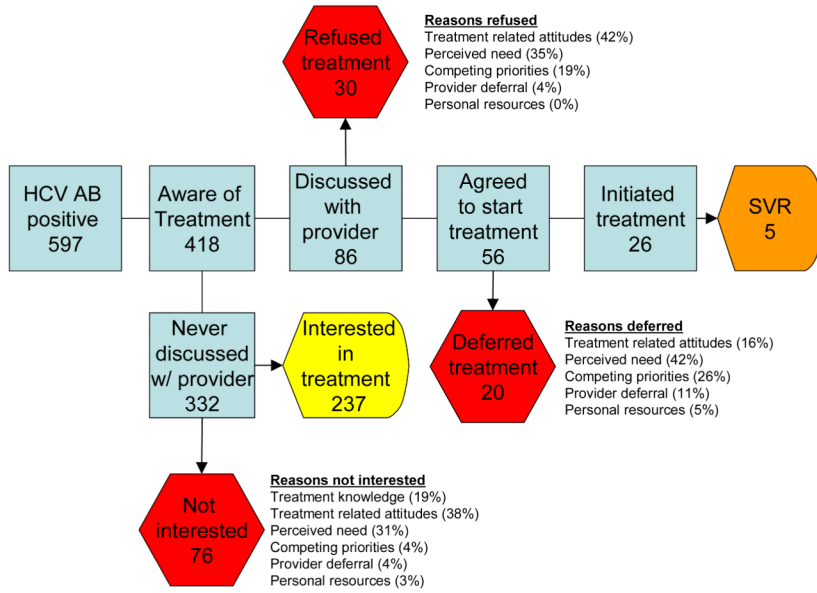 Refused
treatment
30
Reasons refused
Treatment related attitudes (42%)
Perceived need (35%)
Competing priorities (19%)
Provider deferral (4%)
Personal resources (0%)
HCV AB
positive
597
Aware of
Treatment
418
Discussed
with
provider
86
Agreed
to start
treatment
56
Initiated
treatment
26
SVR
5
Never
discussed
w/ provider
332
Interested
in
treatment
237
Deferred
treatment
20
Reasons deferred
Treatment related attitudes (16%)
Perceived need (42%)
Competing priorities (26%)
Provider deferral (11%)
Personal resources (5%)
Not
interested
76
Reasons not interested
Treatment knowledge (19%)
Treatment related attitudes (38%)
Perceived need (31%)
Competing priorities (4%)
Provider deferral (4%)
Personal resources (3%)